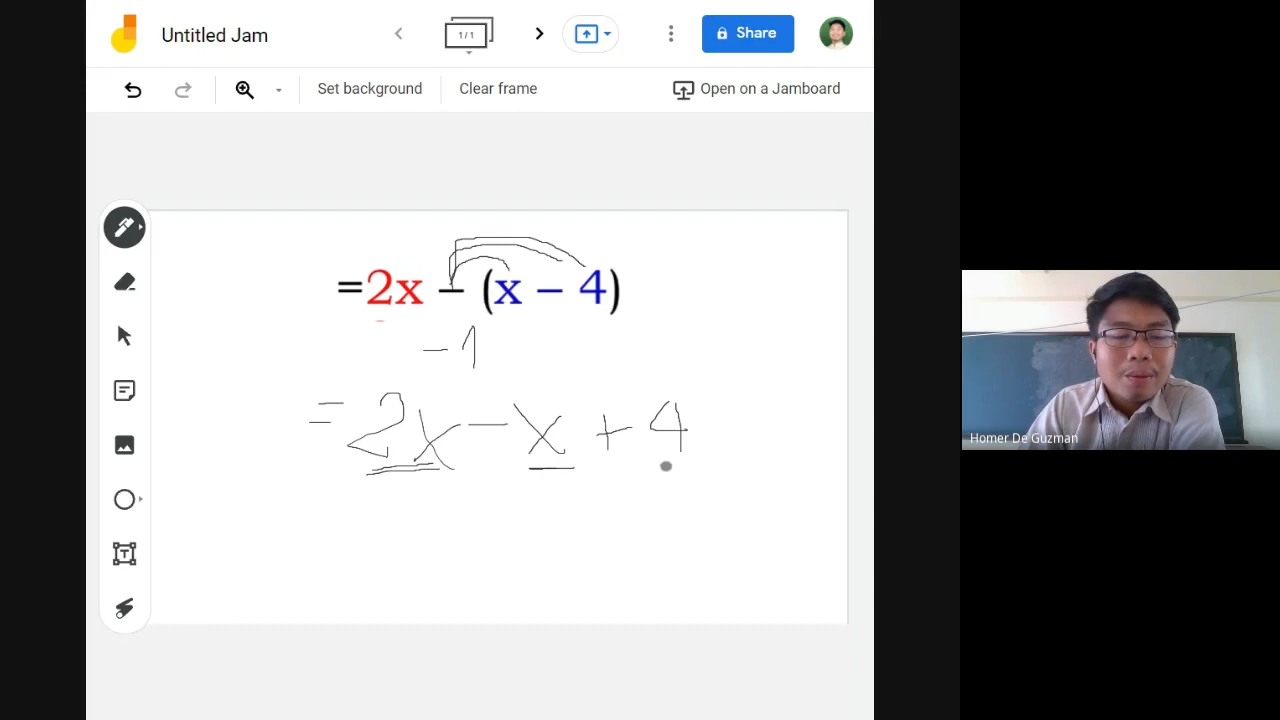 Untitled Jam
1/1
Share
Set background
Clear frame
Open on a Jamboard
=2x – (x – 4)
– 1
= 2x – x + 4
T
Homer De Guzman